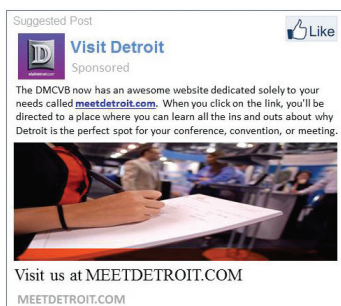 Suggested Post
Like
Visit Detroit
Sponsored
The DMCVB now has an awesome website dedicated solely to your
needs called meetdetroit.com. When you click on the link, you'll be
directed to a place where you can learn all the ins and outs about why
Detroit is the perfect spot for your conference, convention, or meeting.
Visit us at MEETDETROIT.COM
MEETDETROIT.COM